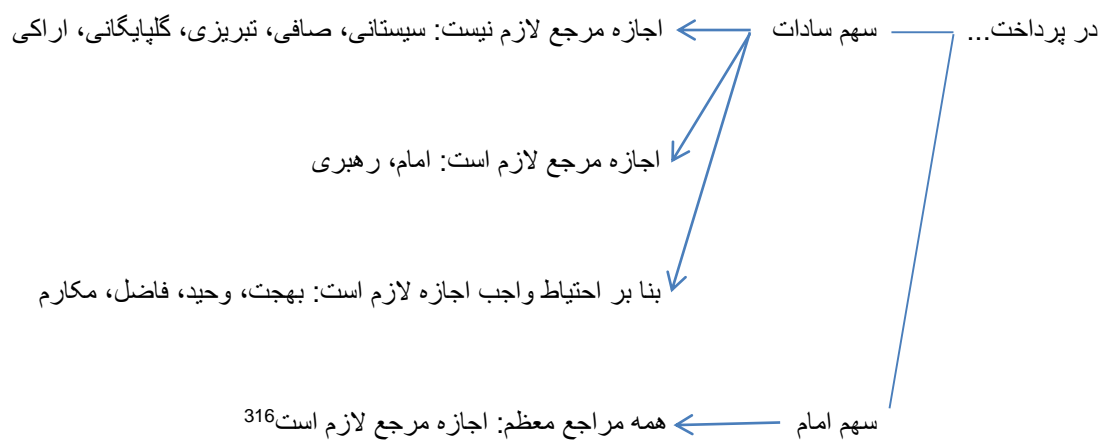 در پرداخت... سهم سادات اجازه مرجع لازم نیست: سیستانی، صافی، تبریزی، گلپایگانی، اراکی
اجازه مرجع لازم است: امام، رهبری
بنا بر احتیاط واجب اجازه لازم است: بهجت، وحید، فاضل، مکارم
سهم امام همه مراجع معظم: اجازه مرجع لازم است316